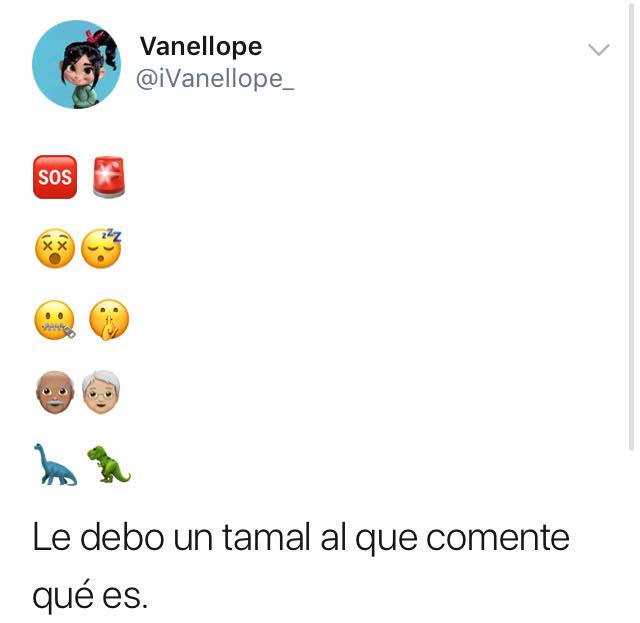 Vanellope
@iVanellope_
SOS
Le debo un tamal al que comente
qué es.